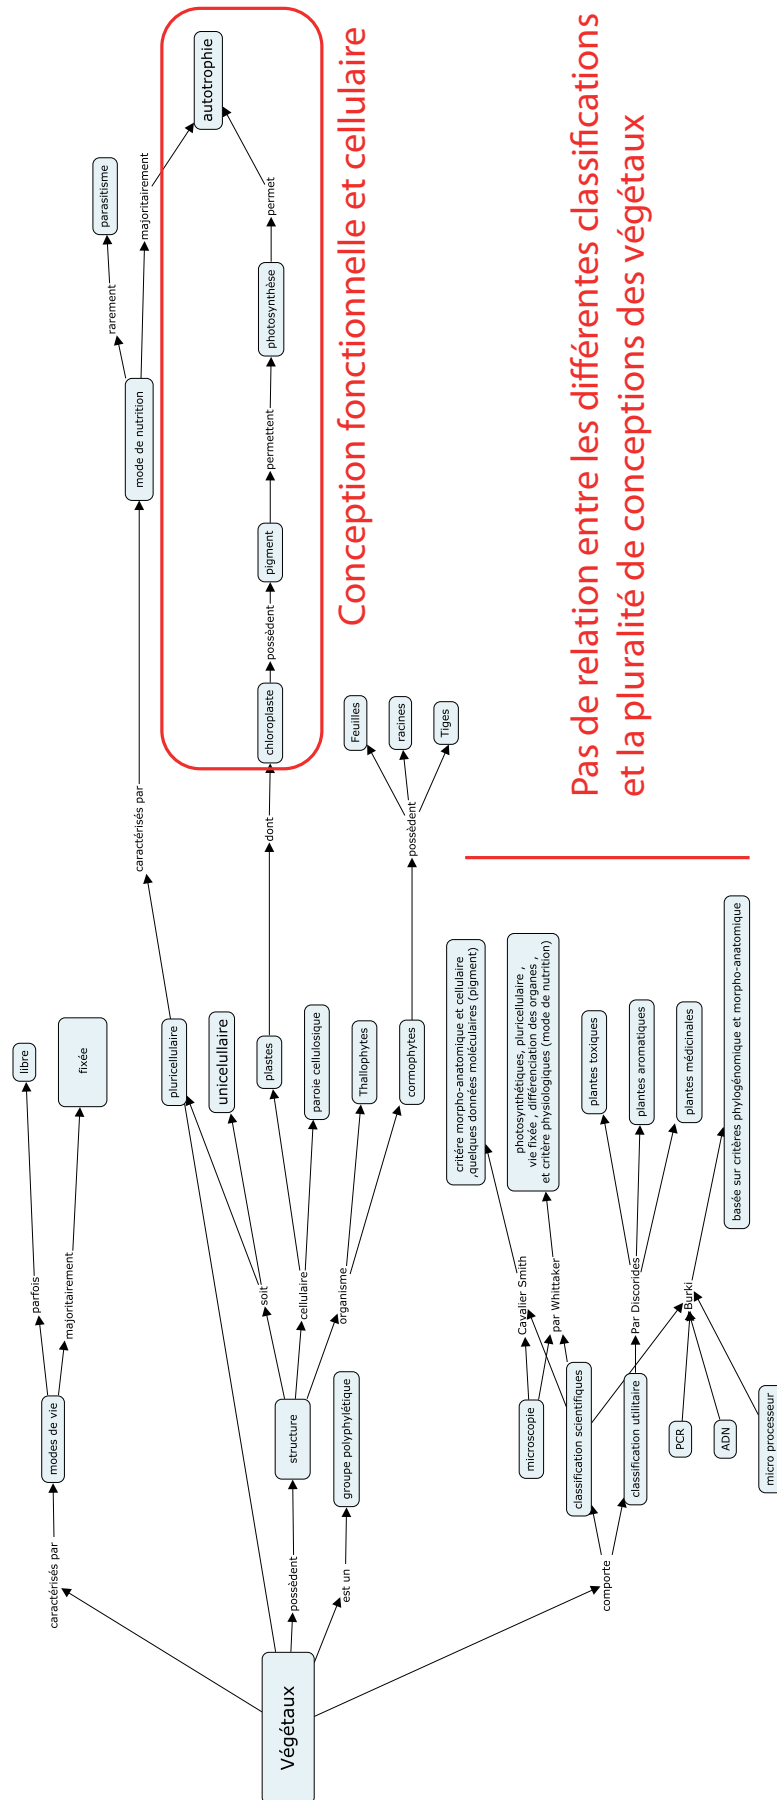 Végétaux
caractérisés par
modes de vie
parfois
libre
majoritairement
fixée
pluricellulaire
caractérisés par
mode de nutrition
rarement
parasitisme
majoritairement
autotrophie
possèdent
structure
soit
unicelullaire
cellulaire
plastes
dont
chloroplaste
possèdent
pigment
permettent
photosynthèse
permet
paroie cellulosique
organisme
Thallophytes
cormophytes
possèdent
Feuilles
racines
Tiges
est un
groupe polyphylétique
Conception fonctionnelle et cellulaire
comporte
classification scientifiques
microscopie
Cavalier Smith
critére morpho-anatomique et cellulaire
,quelques données moléculaires (pigment)
par Whittaker
photosynthétiques, pluricellulaire ,
vie fixée , différenciation des organes ,
et critère physiologiques (mode de nutrition)
classification utilitaire
Par Discorides
plantes toxiques
plantes aromatiques
plantes médicinales
PCR
ADN
micro processeur
Burki
basée sur critères phylogénomique et morpho-anatomique
Pas de relation entre les différentes classifications
et la pluralité de conceptions des végétaux